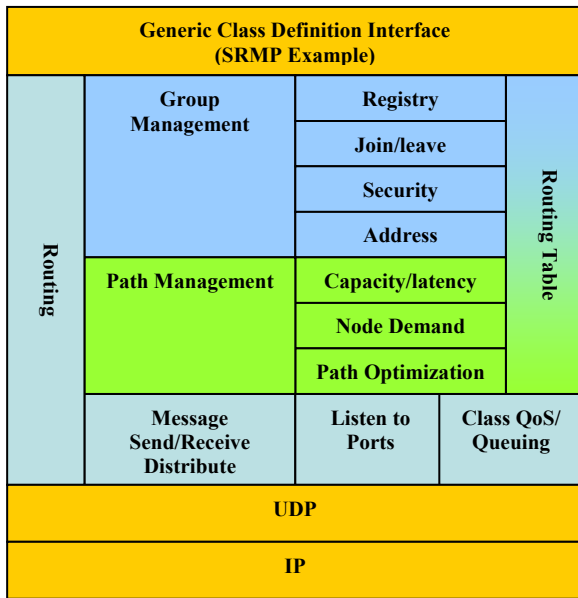 Generic Class Definition Interface
(SRMP Example)
Routing
Group
Management
Registry
Join/leave
Security
Address
Routing Table
Path Management
Capacity/latency
Node Demand
Path Optimization
Message
Send/Receive
Distribute
Listen to
Ports
Class QoS/
Queuing
UDP
IP